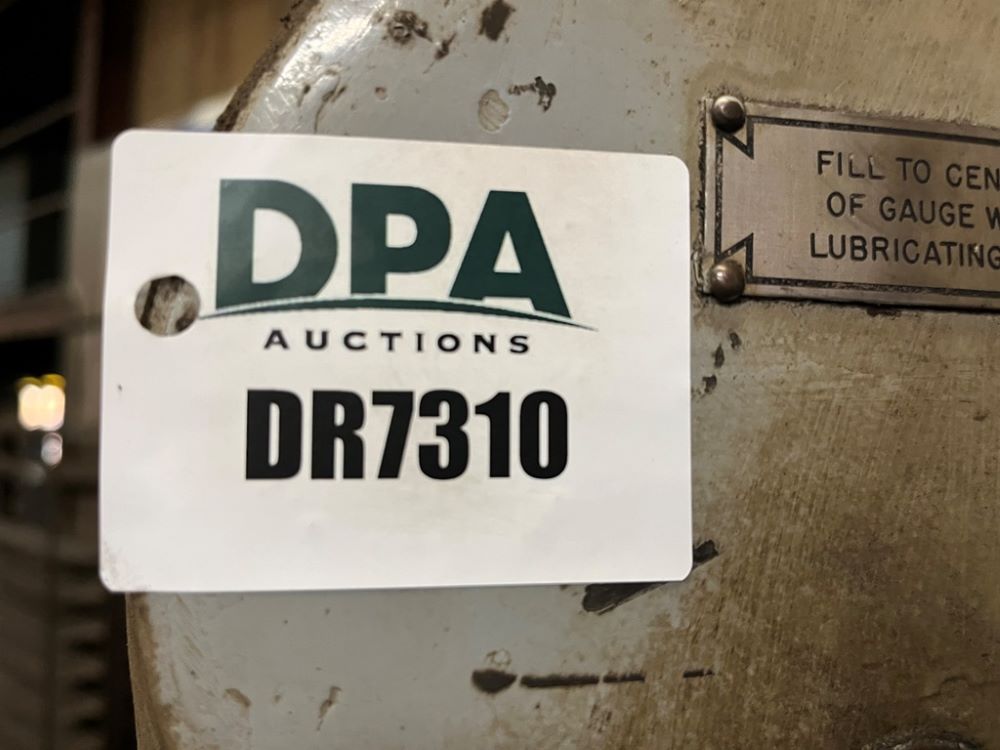 DPA
AUCTIONS
DR7310
FILL TO CEN
OF GAUGE W
LUBRICATING